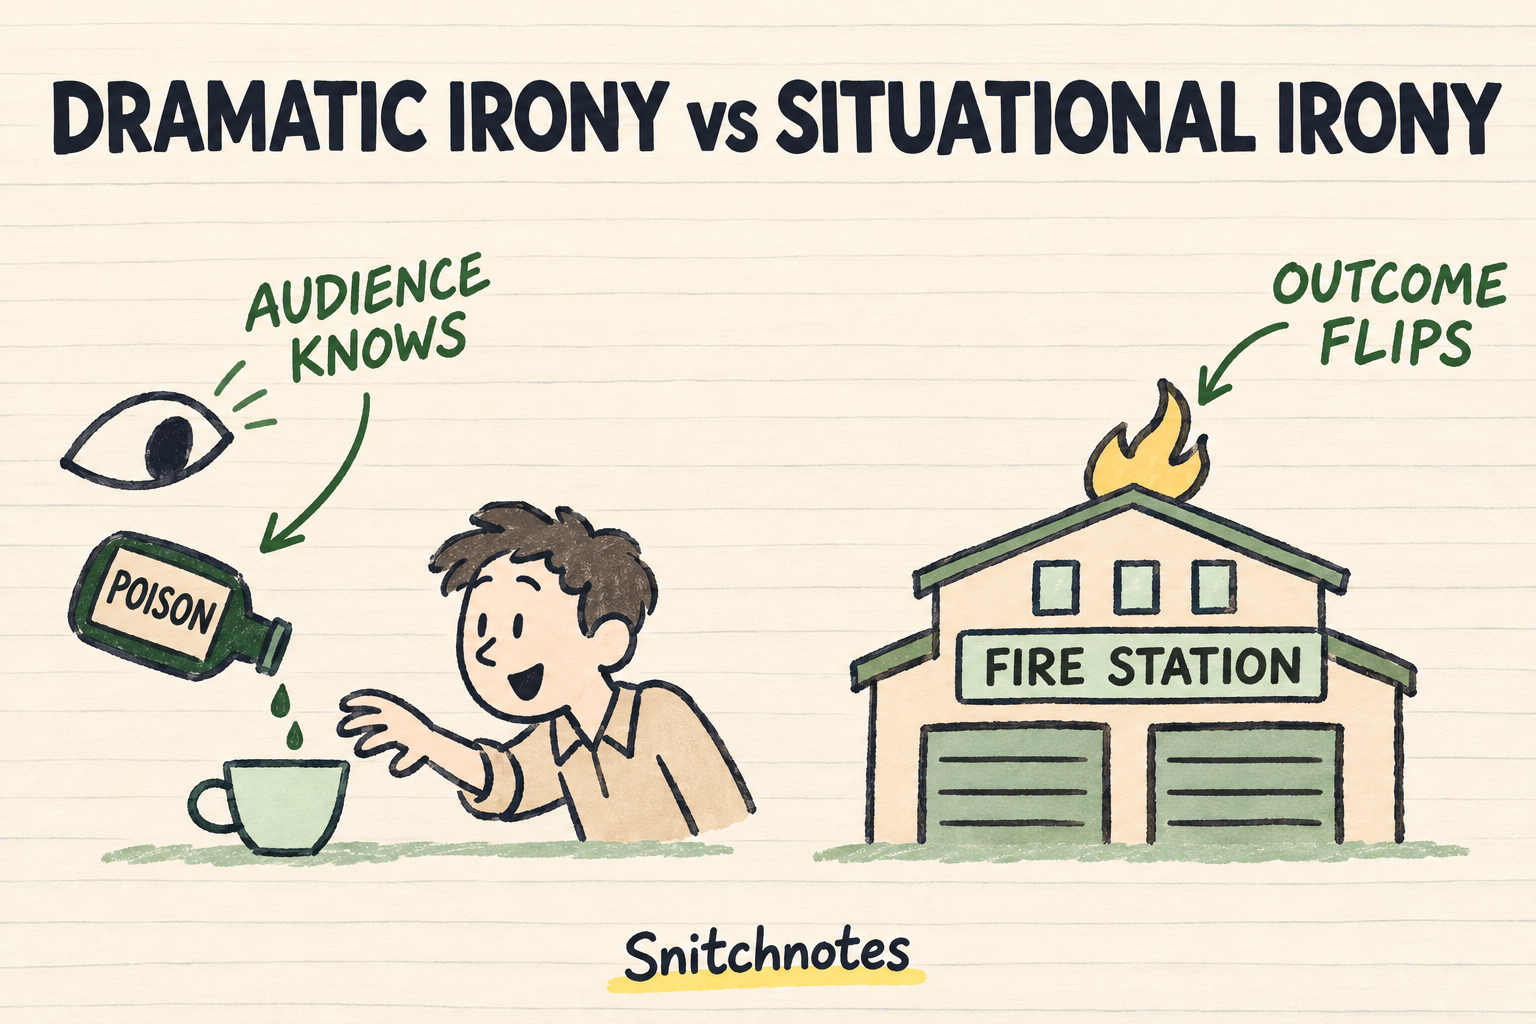 DRAMATIC IRONY vs SITUATIONAL IRONY
AUDIENCE
KNOWS
OUTCOME
FLIPS
POISON
FIRE STATION
Snitchnotes